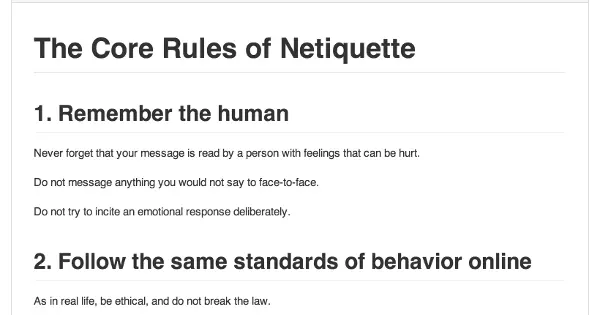 The Core Rules of Netiquette
1. Remember the human
Never forget that your message is read by a person with feelings that can be hurt.
Do not message anything you would not say to face-to-face.
Do not try to incite an emotional response deliberately.
2. Follow the same standards of behavior online
As in real life, be ethical, and do not break the law.